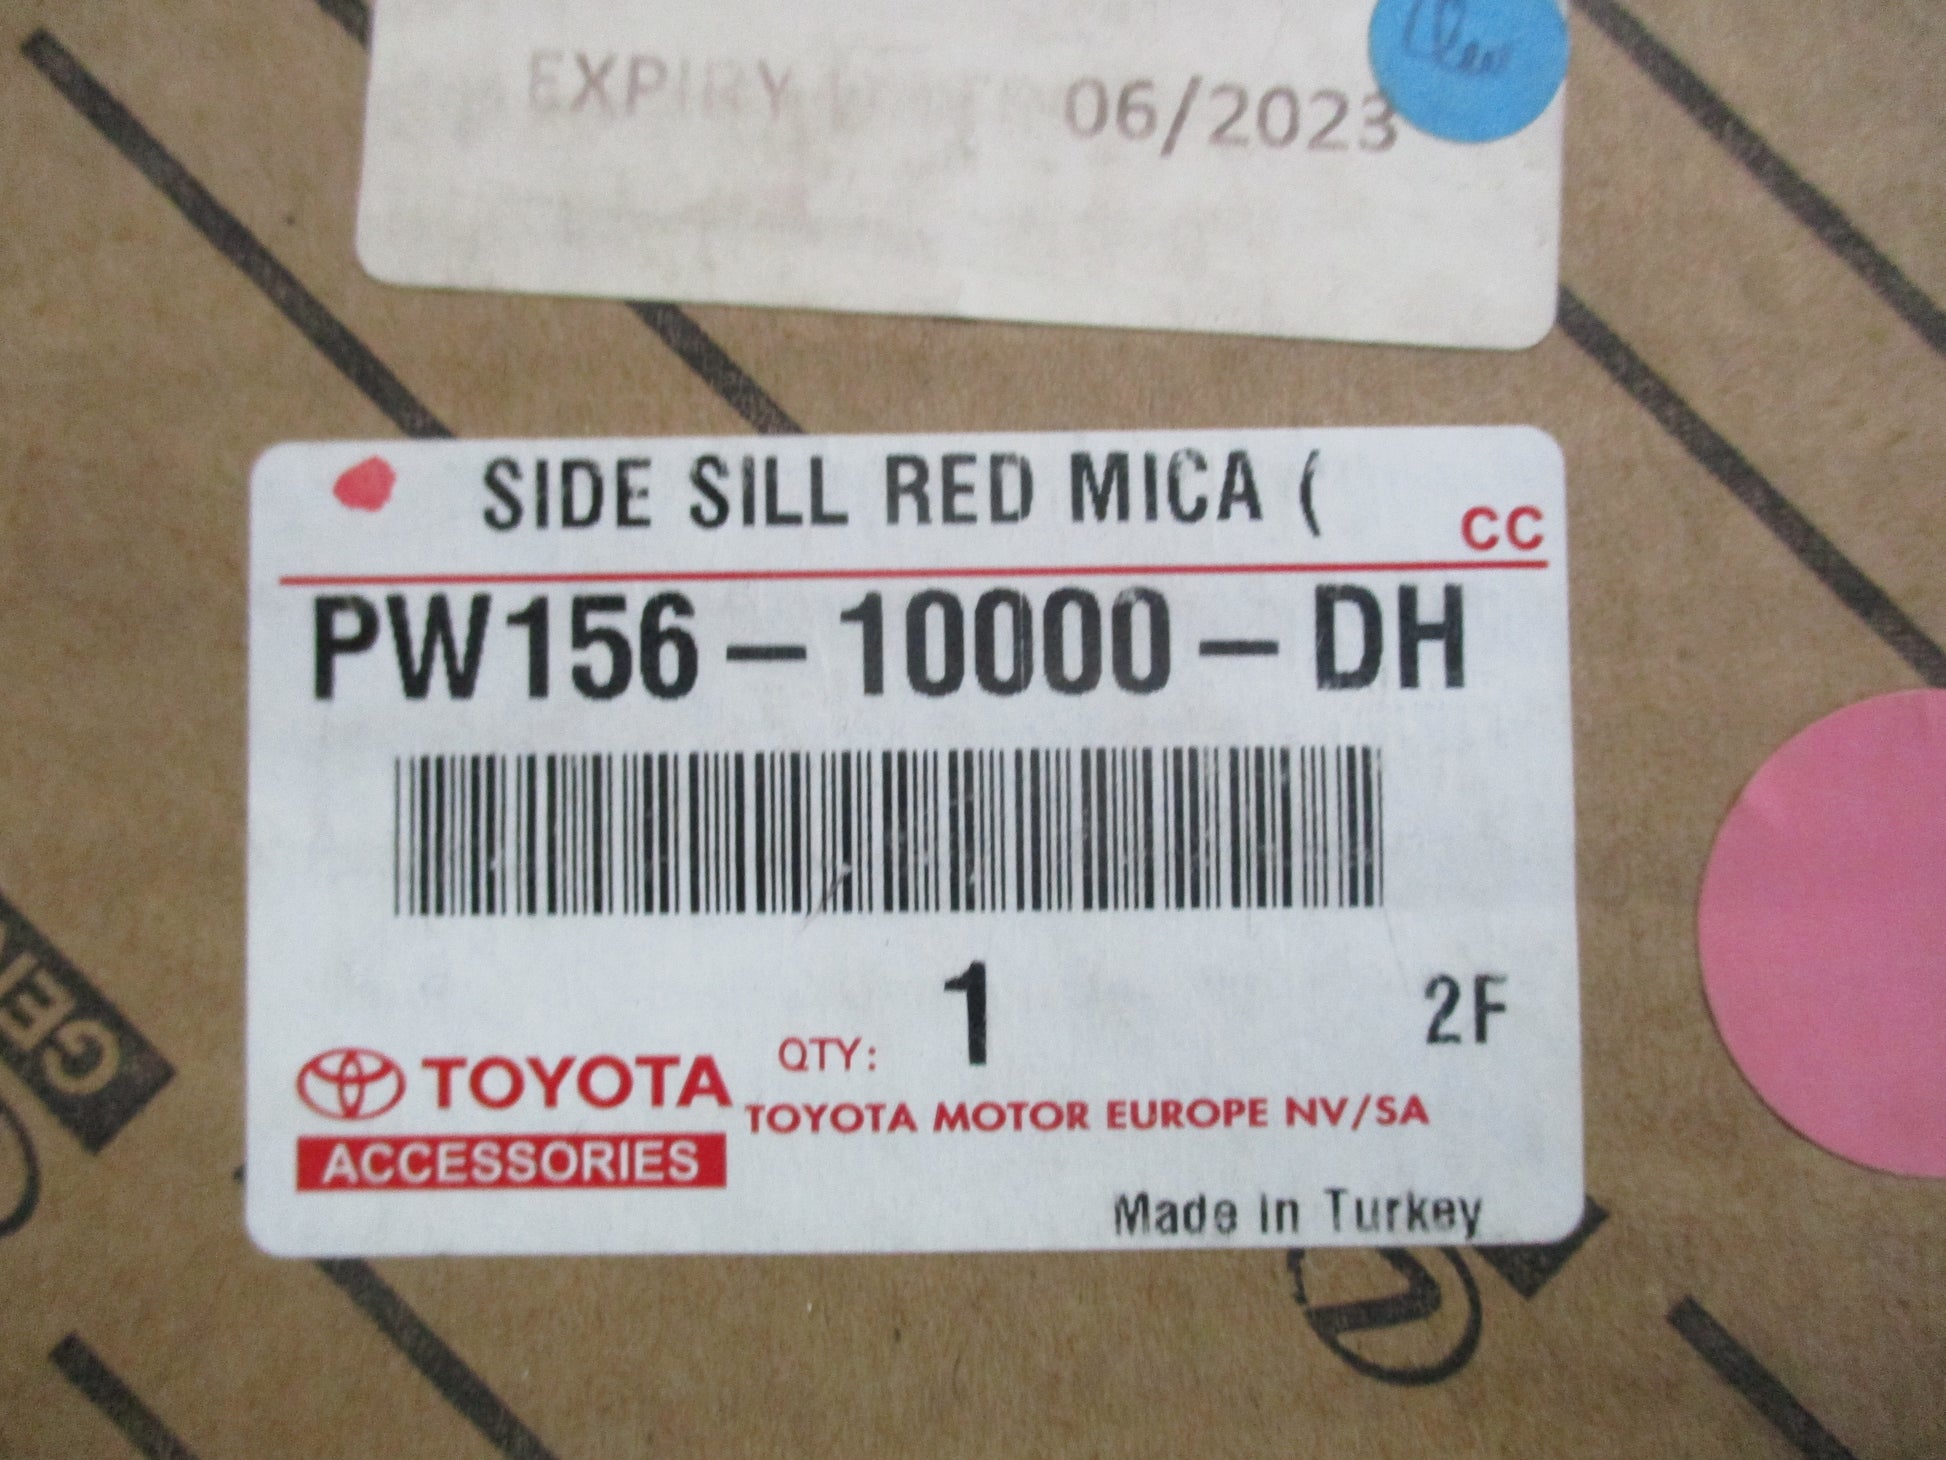 EXPIRY 06/2023
SIDE SILL RED MICA (
CC
PW156-10000-DH
1
2F
QTY:
TOYOTA
TOYOTA MOTOR EUROPE NV/SA
ACCESSORIES
Made in Turkey
GEN